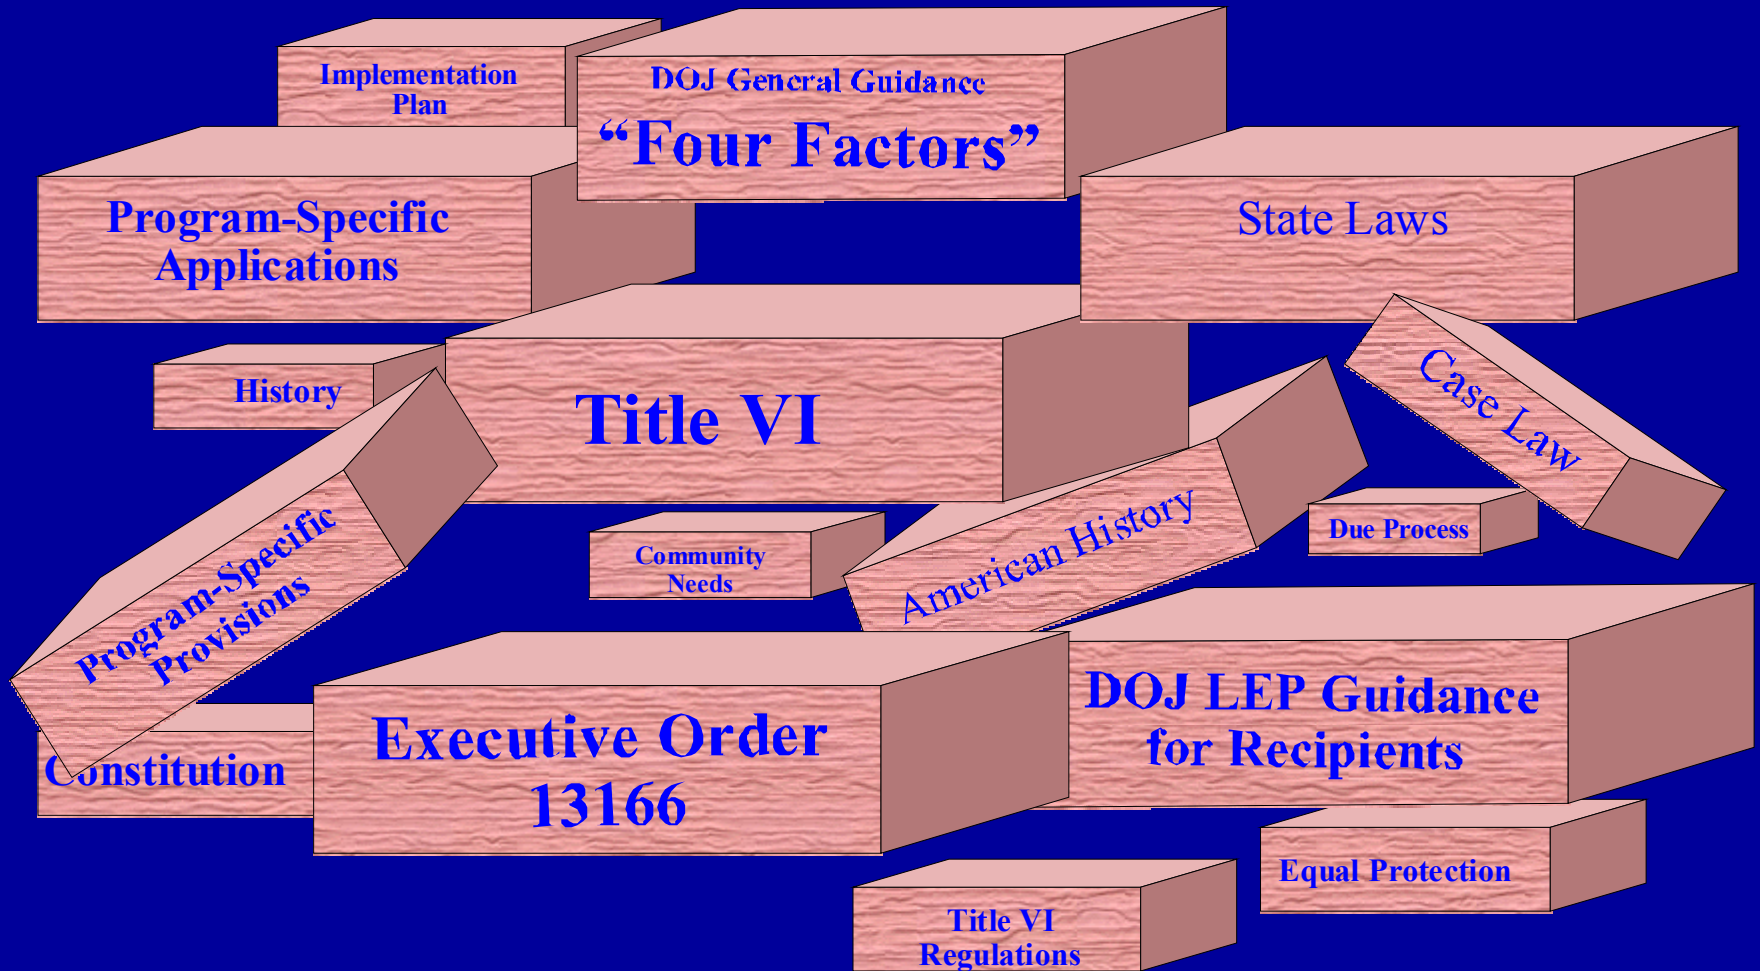 Implementation
Plan
DOJ General Guidance
“Four Factors”
Program-Specific
Applications
State Laws
History
Title VI
Case Law
Program-Specific
Provisions
Community
Needs
American History
Due Process
Constitution
Executive Order
13166
DOJ LEP Guidance
for Recipients
Equal Protection
Title VI
Regulations